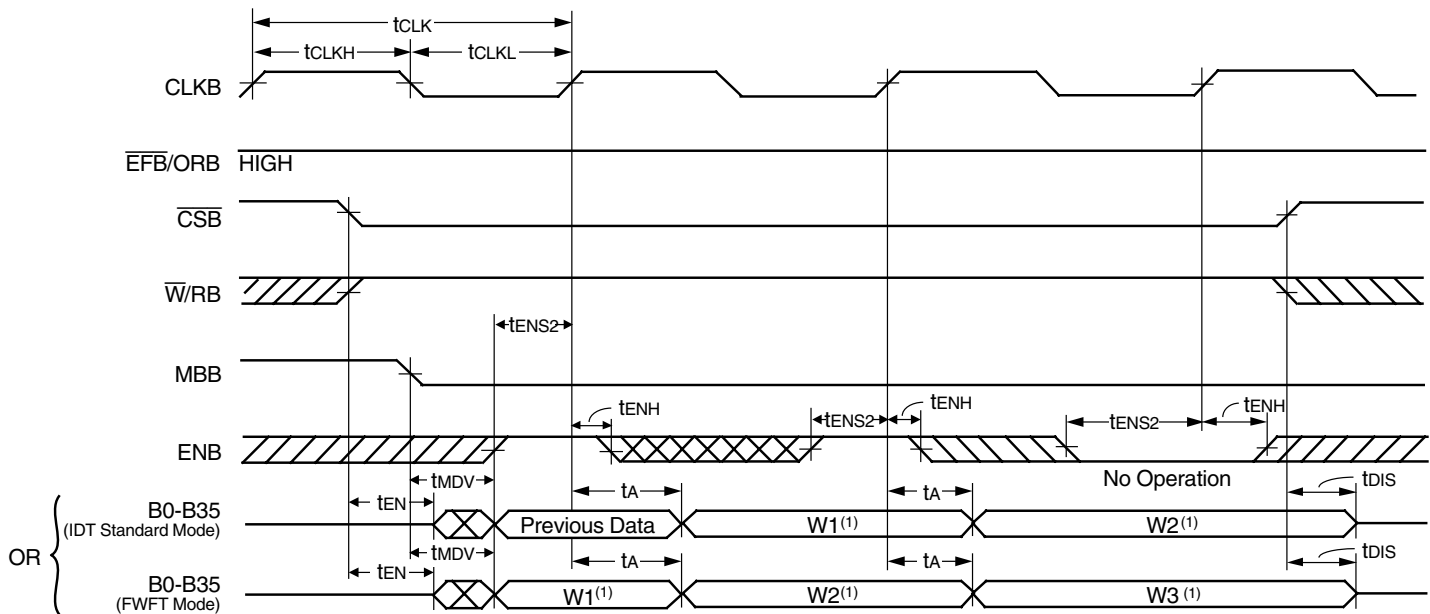 tCLK
tCLKH tCLKL
CLKB
EFB/ORB HIGH
CSB
W/RB
tENS2
MBB
tENH tENS2 tENH tENS2 tENH
ENB
No Operation
tMDV
tEN tA tA tDIS
B0-B35
(IDT Standard Mode)
Previous Data W1(1) W2(1)
OR
tMDV
tEN tA tA tDIS
B0-B35
(FWFT Mode)
W1(1) W2(1) W3(1)